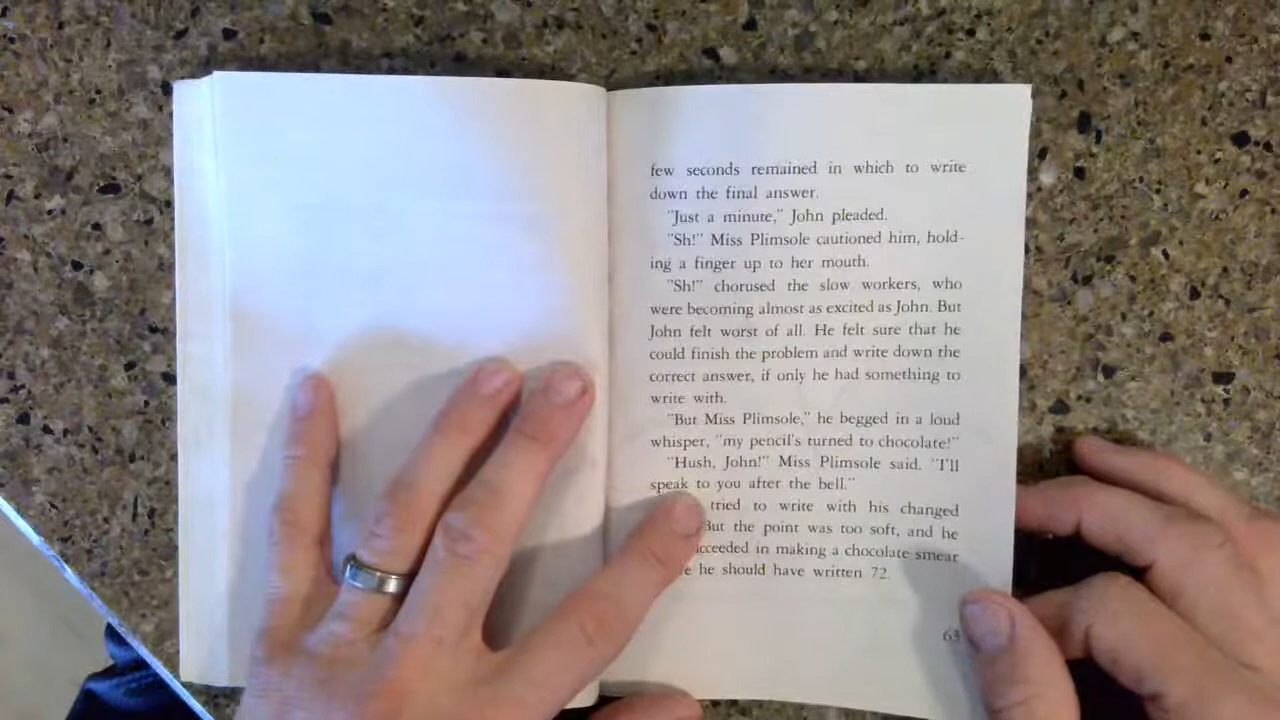 few seconds remained in which to write
down the final answer.
"Just a minute," John pleaded.
"Sh!" Miss Plimsole cautioned him, hold-
ing a finger up to her mouth.
"Sh!" chorused the slow workers, who
were becoming almost as excited as John. But
John felt worst of all. He felt sure that he
could finish the problem and write down the
correct answer, if only he had something to
write with.
"But Miss Plimsole," he begged in a loud
whisper, "my pencil's turned to chocolate!"
"Hush, John!" Miss Plimsole said. "I'll
speak to you after the bell."
tried to write with his changed
But the point was too soft, and he
in making a chocolate smear
he should have written 72.
63